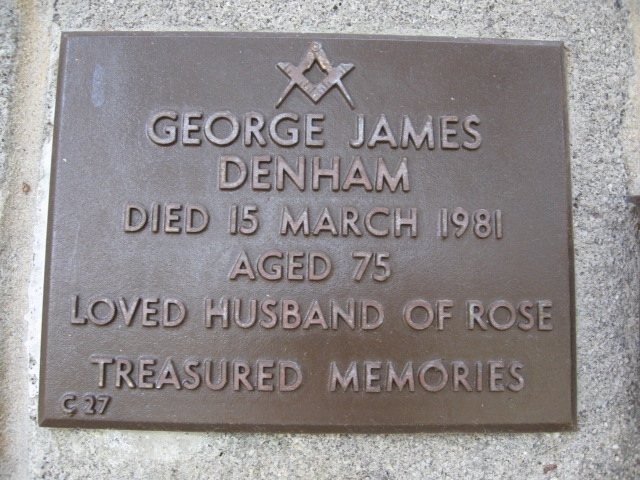 GEORGE JAMES
DENHAM
DIED 15 MARCH 1981
AGED 75
LOVED HUSBAND OF ROSE
TREASURED MEMORIES
C 27